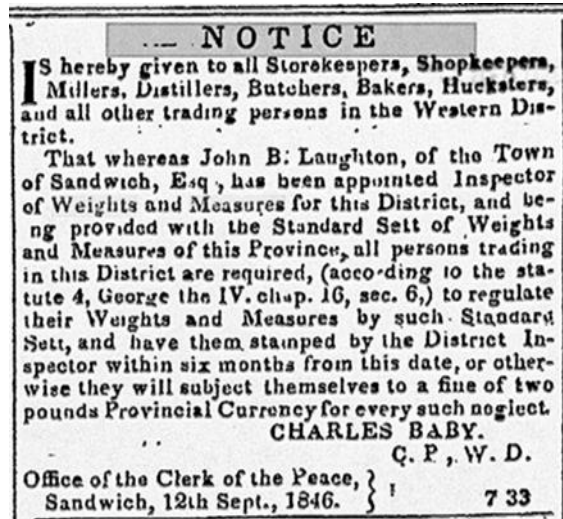 NOTICE
IS hereby given to all Storekeepers, Shopkeepers,
Millers, Distillers, Butchers, Bakers, Hucksters,
and all other trading persons in the Western Dis-
trict.
That whereas John B. Laughton, of the Town
of Sandwich, Esq, has been appointed Inspector
of Weights and Measures for this District, and be-
ng provided with the Standard Sett of Weights
and Measures of this Province, all persons trading
in this District are required, (acco-ding to the sta-
tute 4, George the IV. chap. 16, sec. 6,) to regulate
their Weights and Measures by such Standard
Sett, and have them stamped by the District In-
spector within six months from this date, or other-
wise they will subject themselves to a fine of two
pounds Provincial Currency for every such neglect.
CHARLES BABY.
C. P, W. D.
Office of the Clerk of the Peace,
Sandwich, 12th Sept., 1846.
7 33